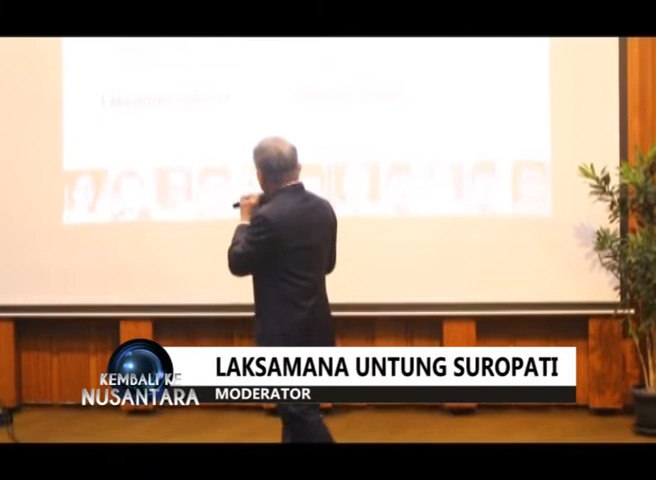 LAKSAMANA UNTUNG SUROPATI
KEMBALI KE
NUSANTARA
MODERATOR